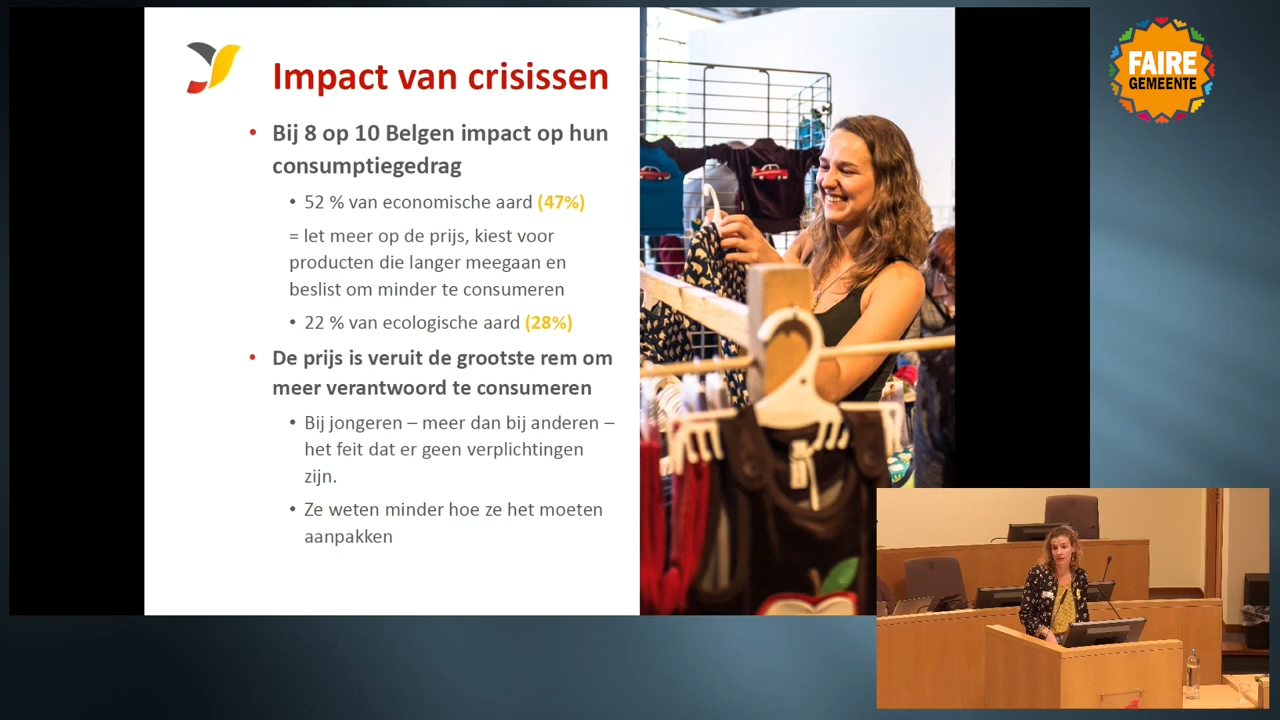 Impact van crisissen
• Bij 8 op 10 Belgen impact op hun
consumptiegedrag
• 52 % van economische aard (47%)
= let meer op de prijs, kiest voor
producten die langer meegaan en
beslist om minder te consumeren
• 22 % van ecologische aard (28%)
• De prijs is veruit de grootste rem om
meer verantwoord te consumeren
• Bij jongeren – meer dan bij anderen –
het feit dat er geen verplichtingen
zijn.
• Ze weten minder hoe ze het moeten
aanpakken
FAIRE
GEMEENTE